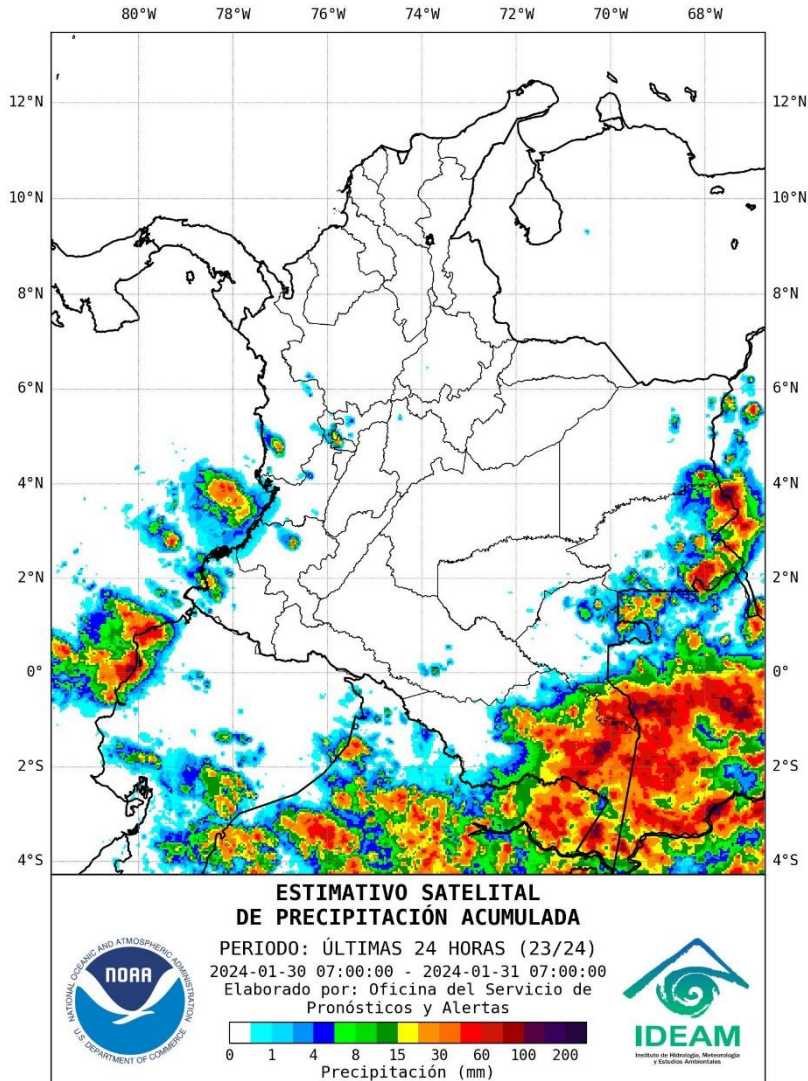 80°W 78°W 76°W 74°W 72°W 70°W 68°W
12°N 12°N
10°N 10°N
8°N 8°N
6°N 6°N
4°N 4°N
2°N 2°N
0° 0°
2°S 2°S
4°S 4°S
ESTIMATIVO SATELITAL
DE PRECIPITACIÓN ACUMULADA
PERIODO: ÚLTIMAS 24 HORAS (23/24)
2024-01-30 07:00:00 - 2024-01-31 07:00:00
Elaborado por: Oficina del Servicio de
Pronósticos y Alertas
0 1 4 8 15 30 60 100 200
Precipitación (mm)
NATIONAL OCEANIC AND ATMOSPHERIC ADMINISTRATION
NOAA
U.S. DEPARTMENT OF COMMERCE
IDEAM
Instituto de Hidrología, Meteorología
y Estudios Ambientales